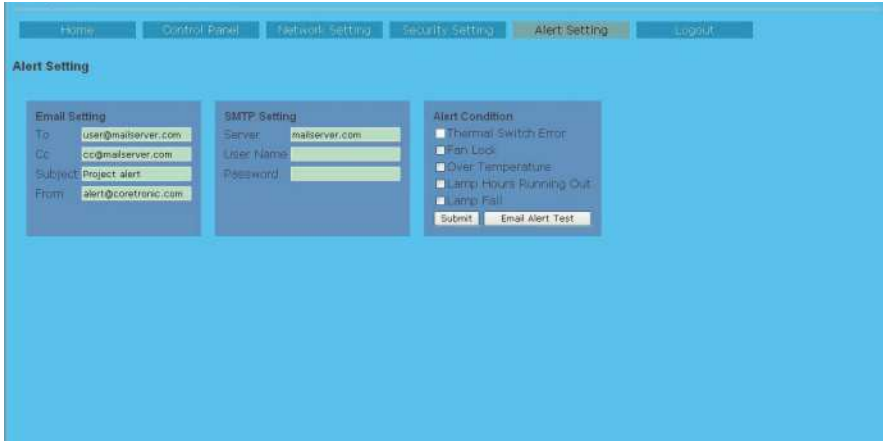 Home Control Panel Network Setting Security Setting Alert Setting Logout
Alert Setting
Email Setting
To user@mailserver.com
Cc cc@mailserver.com
Subject Project alert
From alert@coretronic.com
SMTP Setting
Server mailserver.com
User Name
Password
Alert Condition
Thermal Switch Error
Fan Lock
Over Temperature
Lamp Hours Running Out
Lamp Fail
Submit Email Alert Test